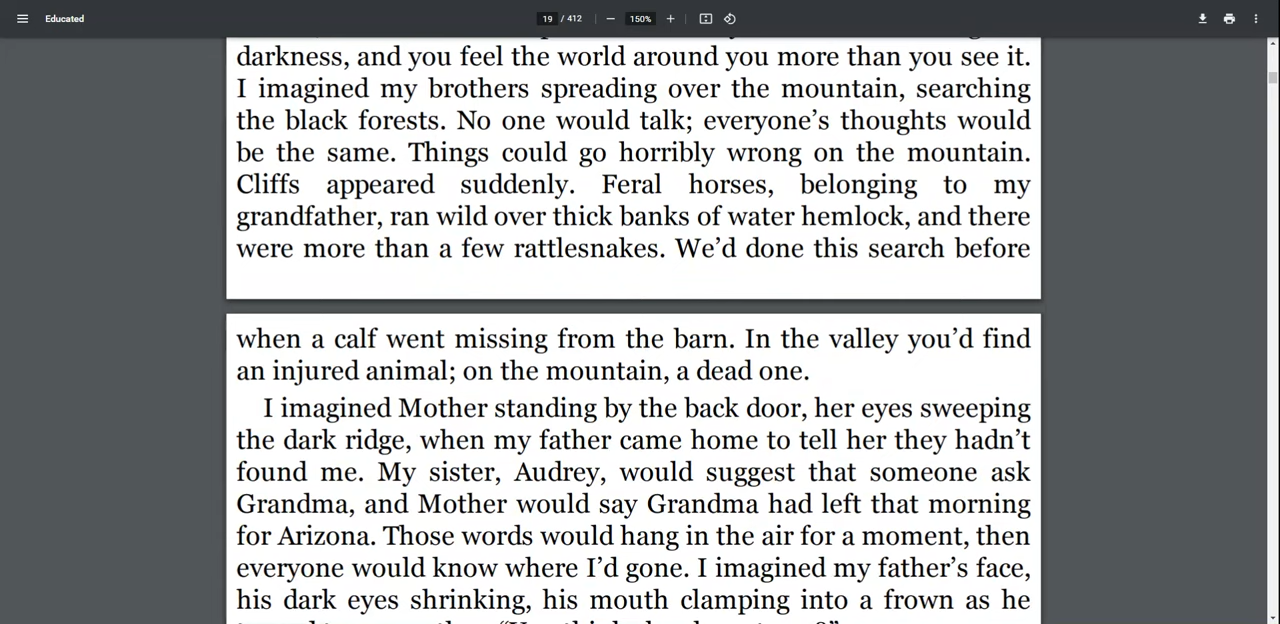 Educated
19 / 412
150%
darkness, and you feel the world around you more than you see it.
I imagined my brothers spreading over the mountain, searching
the black forests. No one would talk; everyone’s thoughts would
be the same. Things could go horribly wrong on the mountain.
Cliffs appeared suddenly. Feral horses, belonging to my
grandfather, ran wild over thick banks of water hemlock, and there
were more than a few rattlesnakes. We’d done this search before
when a calf went missing from the barn. In the valley you’d find
an injured animal; on the mountain, a dead one.
I imagined Mother standing by the back door, her eyes sweeping
the dark ridge, when my father came home to tell her they hadn’t
found me. My sister, Audrey, would suggest that someone ask
Grandma, and Mother would say Grandma had left that morning
for Arizona. Those words would hang in the air for a moment, then
everyone would know where I’d gone. I imagined my father’s face,
his dark eyes shrinking, his mouth clamping into a frown as he